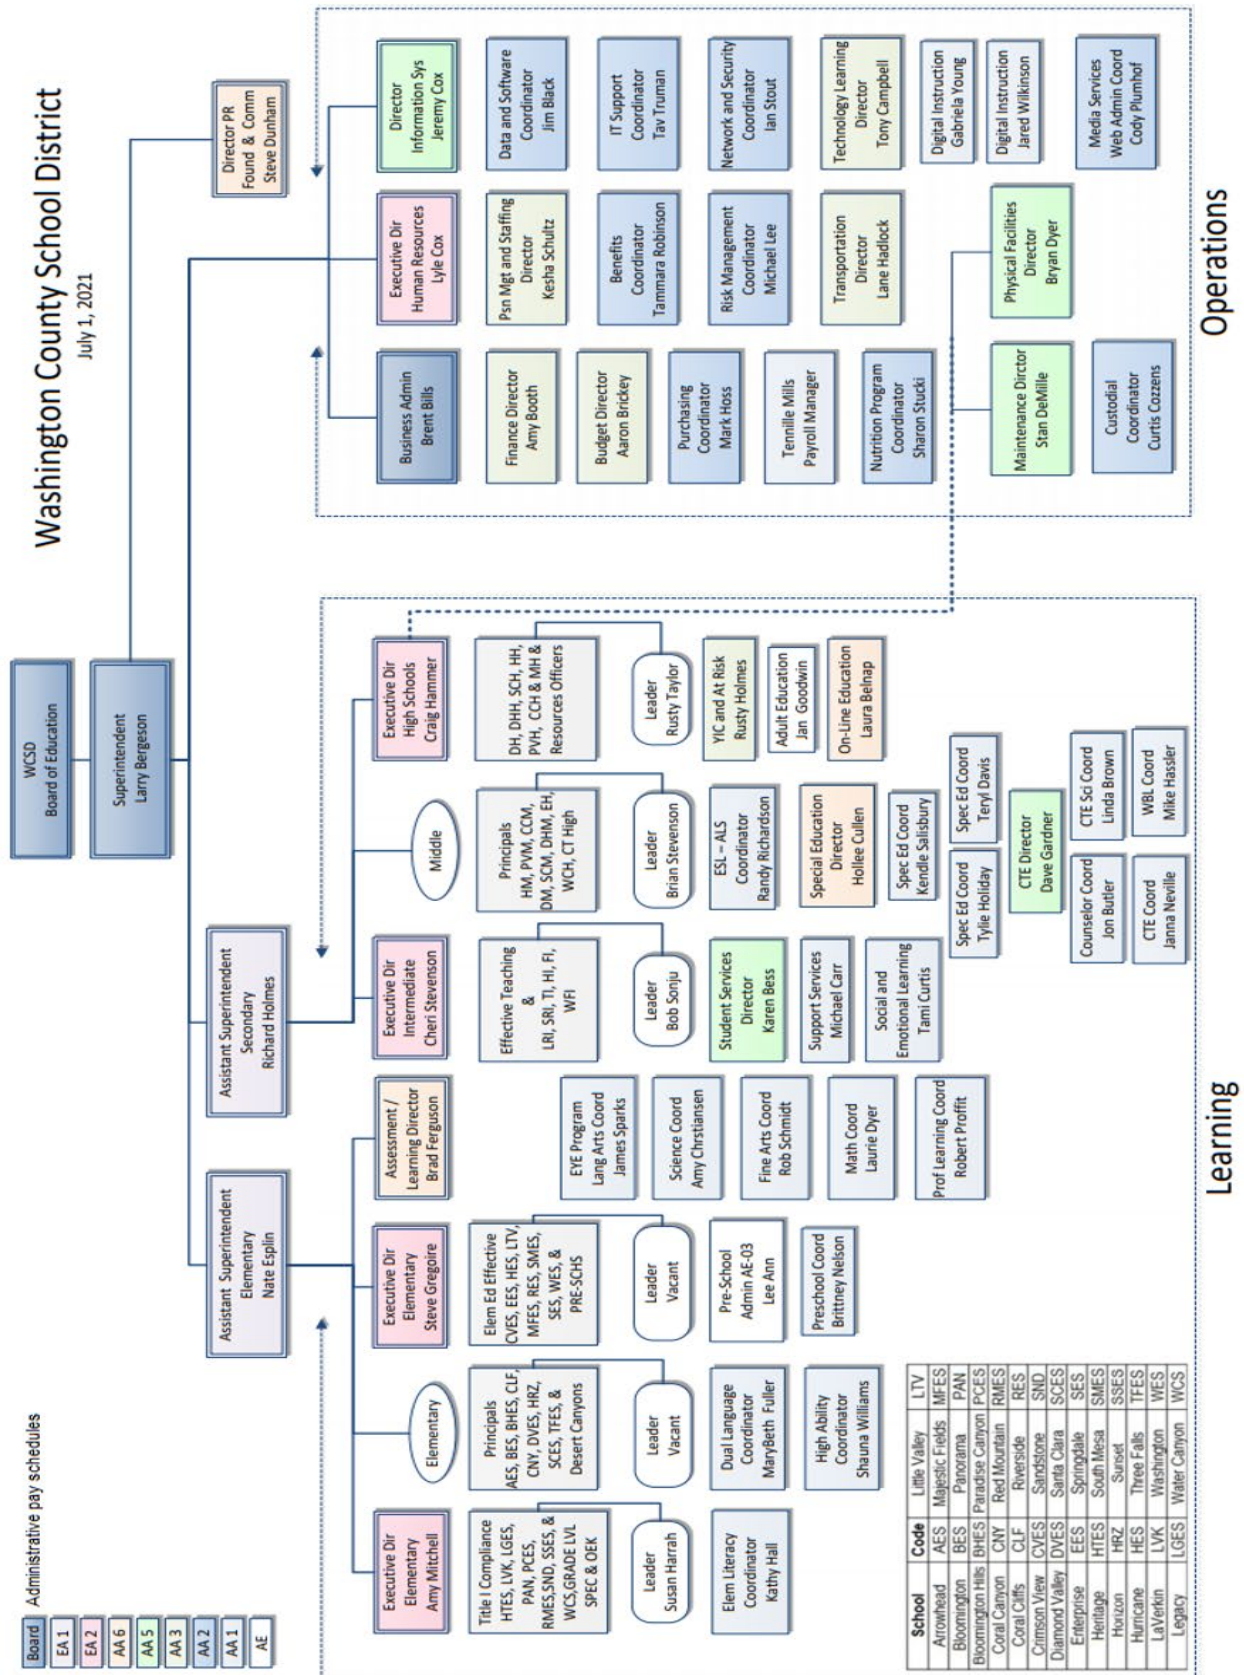 Washington County School District
July 1, 2021
Administrative pay schedules
Board
EA 1
EA 2
AA 6
AA 5
AA 3
AA 2
AA 1
AE
WCSD
Board of Education
Superintendent
Larry Bergeson
Director PR
Found & Comm
Steve Dunham
Assistant Superintendent
Elementary
Nate Esplin
Assistant Superintendent
Secondary
Richard Holmes
Executive Dir
Elementary
Amy Mitchell
Title I Compliance
HTES, LVK, LGES,
PAN, PCES,
RMES,SND, SSES, &
WCS,GRADE LVL
SPEC & OEK
Leader
Susan Harrah
Elem Literacy
Coordinator
Kathy Hall
Elementary
Principals
AES, BES, BHES, CLF,
CNY, DVES, HRZ,
SCES, TFES, &
Desert Canyons
Leader
Vacant
Dual Language
Coordinator
MaryBeth Fuller
High Ability
Coordinator
Shauna Williams
Executive Dir
Elementary
Steve Gregoire
Elem Ed Effective
CVES, EES, HES, LTV,
MFES, RES, SMES,
SES, WES, &
PRE-SCHS
Leader
Vacant
Pre-School
Admin AE-03
Lee Ann
Preschool Coord
Brittney Nelson
Assessment /
Learning Director
Brad Ferguson
EYE Program
Lang Arts Coord
James Sparks
Science Coord
Amy Chrstiansen
Fine Arts Coord
Rob Schmidt
Math Coord
Laurie Dyer
Prof Learning Coord
Robert Proffit
Executive Dir
Intermediate
Cheri Stevenson
Effective Teaching
&
LRI, SRI, TI, HI, FI,
WFI
Leader
Bob Sonju
Student Services
Director
Karen Bess
Support Services
Michael Carr
Social and
Emotional Learning
Tami Curtis
Middle
Principals
HM, PVM, CCM,
DM, SCM, DHM, EH,
WCH, CT High
Leader
Brian Stevenson
ESL – ALS
Coordinator
Randy Richardson
Special Education
Director
Hollee Cullen
Spec Ed Coord
Kendle Salisbury
Spec Ed Coord
Tylie Holiday
Spec Ed Coord
Teryl Davis
CTE Director
Dave Gardner
Counselor Coord
Jon Butler
CTE Sci Coord
Linda Brown
CTE Coord
Janna Neville
WBL Coord
Mike Hassler
Executive Dir
High Schools
Craig Hammer
DH, DHH, SCH, HH,
PVH, CCH & MH &
Resources Officers
Leader
Rusty Taylor
YIC and At Risk
Rusty Holmes
Adult Education
Jan Goodwin
On-Line Education
Laura Belnap
Business Admin
Brent Bills
Finance Director
Amy Booth
Budget Director
Aaron Brickey
Purchasing
Coordinator
Mark Hoss
Tennille Mills
Payroll Manager
Nutrition Program
Coordinator
Sharon Stucki
Maintenance Dirctor
Stan DeMille
Custodial
Coordinator
Curtis Cozzens
Executive Dir
Human Resources
Lyle Cox
Psn Mgt and Staffing
Director
Kesha Schultz
Benefits
Coordinator
Tammara Robinson
Risk Management
Coordinator
Michael Lee
Transportation
Director
Lane Hadlock
Physical Facilities
Director
Bryan Dyer
Director
Information Sys
Jeremy Cox
Data and Software
Coordinator
Jim Black
IT Support
Coordinator
Tav Truman
Network and Security
Coordinator
Ian Stout
Technology Learning
Director
Tony Campbell
Digital Instruction
Gabriela Young
Digital Instruction
Jared Wilkinson
Media Services
Web Admin Coord
Cody Plumhof
School Code Little Valley LTV
Arrowhead AES Majestic Fields MFES
Bloomington BES Panorama PAN
Bloomington Hills BHES Paradise Canyon PCES
Coral Canyon CNY Red Mountain RMES
Coral Cliffs CLF Riverside RES
Crimson View CVES Sandstone SND
Diamond Valley DVES Santa Clara SCES
Enterprise EES Springdale SES
Heritage HTES South Mesa SMES
Horizon HRZ Sunset SSES
Hurricane HES Three Falls TFES
LaVerkin LVK Washington WES
Legacy LGES Water Canyon WCS
Learning
Operations